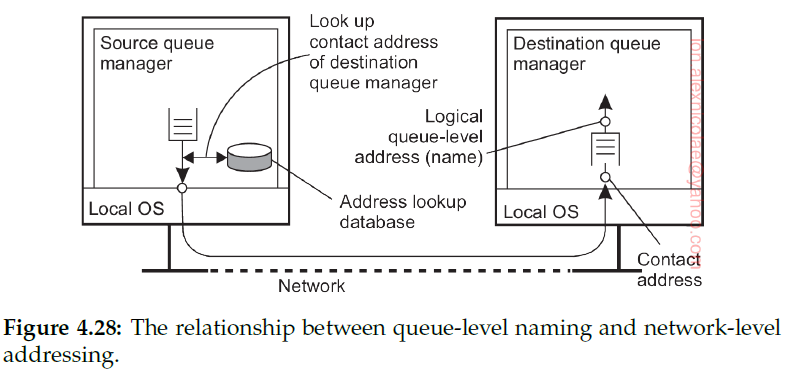 Look up
contact address
of destination
queue manager
Source queue
manager
Destination queue
manager
Logical
queue-level
address (name)
Address lookup
database
Local OS
Local OS
Contact
address
Network
ion.alexnicolae@yahoo.com
Figure 4.28: The relationship between queue-level naming and network-level
addressing.